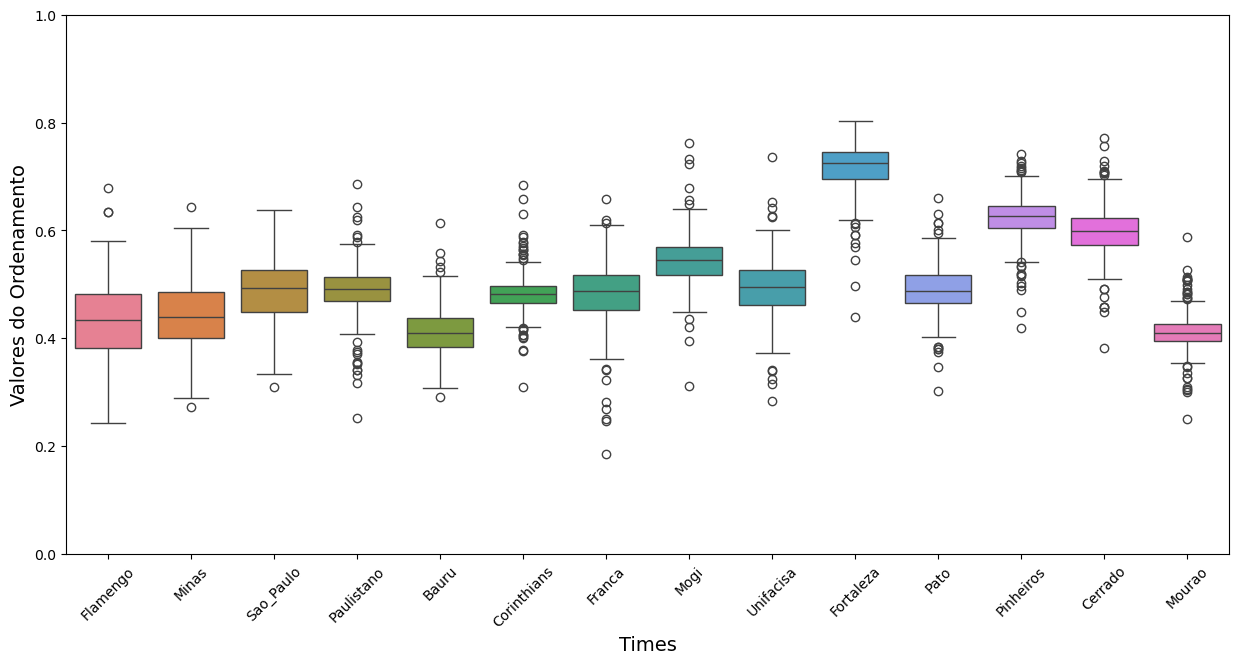 Valores do Ordenamento
1.0
0.8
0.6
0.4
0.2
0.0
Flamengo
Minas
Sao_Paulo
Paulistano
Bauru
Corinthians
Franca
Mogi
Unifacisa
Fortaleza
Pato
Pinheiros
Cerrado
Mourao
Times